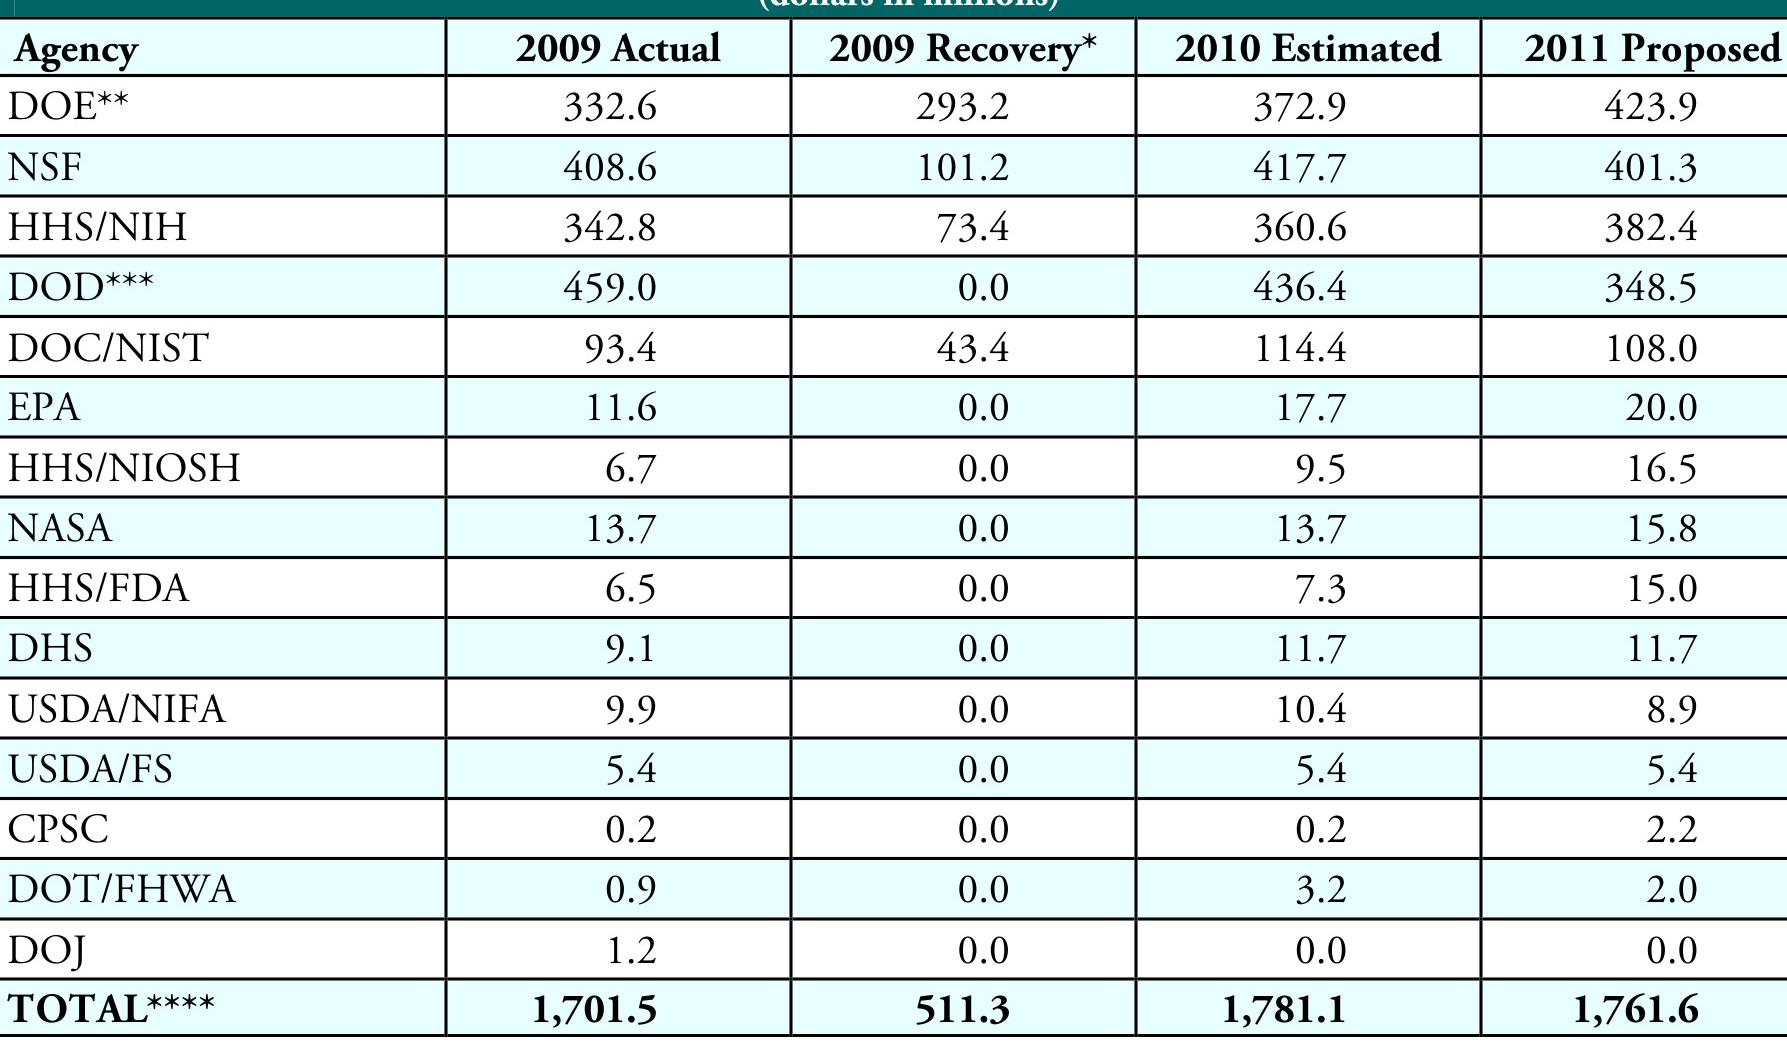 (dollars in millions)
Agency 2009 Actual 2009 Recovery* 2010 Estimated 2011 Proposed
DOE** 332.6 293.2 372.9 423.9
NSF 408.6 101.2 417.7 401.3
HHS/NIH 342.8 73.4 360.6 382.4
DOD*** 459.0 0.0 436.4 348.5
DOC/NIST 93.4 43.4 114.4 108.0
EPA 11.6 0.0 17.7 20.0
HHS/NIOSH 6.7 0.0 9.5 16.5
NASA 13.7 0.0 13.7 15.8
HHS/FDA 6.5 0.0 7.3 15.0
DHS 9.1 0.0 11.7 11.7
USDA/NIFA 9.9 0.0 10.4 8.9
USDA/FS 5.4 0.0 5.4 5.4
CPSC 0.2 0.0 0.2 2.2
DOT/FHWA 0.9 0.0 3.2 2.0
DOJ 1.2 0.0 0.0 0.0
TOTAL**** 1,701.5 511.3 1,781.1 1,761.6